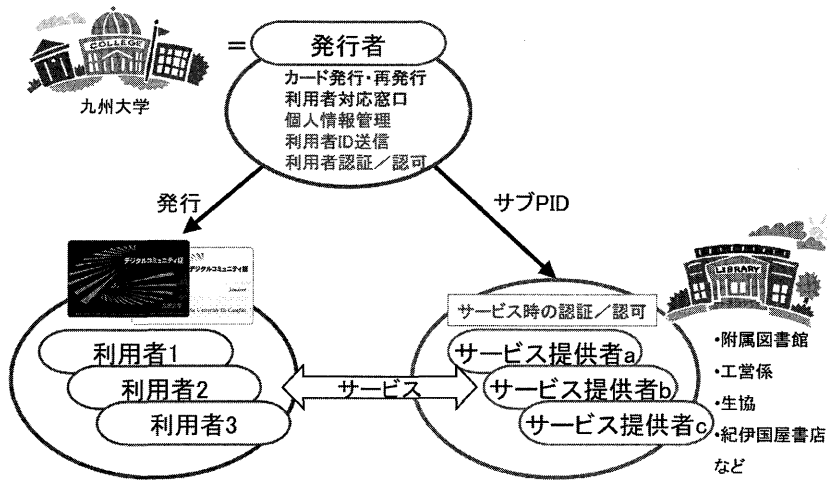 COLLEGE
九州大学
=
発行者
カード発行・再発行
利用者対応窓口
個人情報管理
利用者ID送信
利用者認証／認可
発行
サブPID
デジタルコミュニティ証
デジタルコミュニティ証
サービス時の認証／認可
LIBRARY
利用者1
利用者2
利用者3
サービス
サービス提供者a
サービス提供者b
サービス提供者c
・附属図書館
・工営係
・生協
・紀伊国屋書店
など